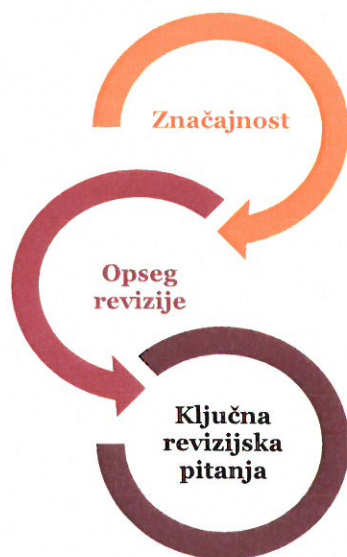 Značajnost
Opseg
revizije
Ključna
revizijska
pitanja